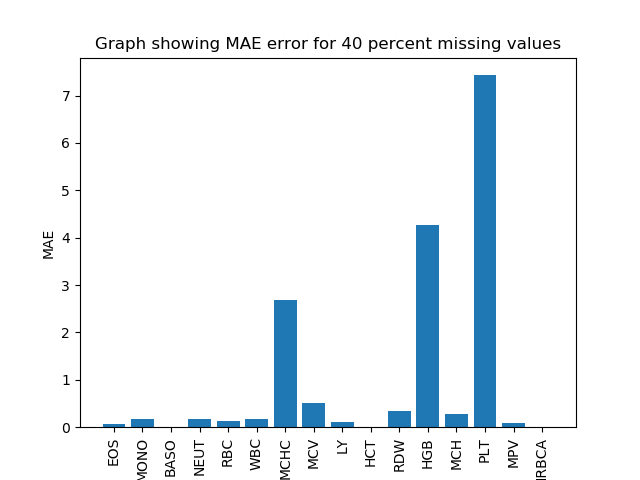 Graph showing MAE error for 40 percent missing values
MAE
7
6
5
4
3
2
1
0
EOS
MONO
BASO
NEUT
RBC
WBC
MCHC
MCV
LY
HCT
RDW
HGB
MCH
PLT
MPV